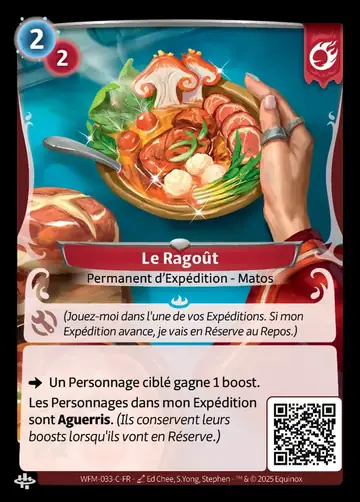 2
2
Le Ragoût
Permanent d'Expédition - Matos
(Jouez-moi dans l'une de vos Expéditions. Si mon
Expédition avance, je vais en Réserve au Repos.)
Un Personnage ciblé gagne 1 boost.
Les Personnages dans mon Expédition
sont Aguerris. (Ils conservent leurs
boosts lorsqu'ils vont en Réserve.)
WFM-033-C-FR - Ed Chee, S.Yong, Stephen - ™ & © 2025 Equinox